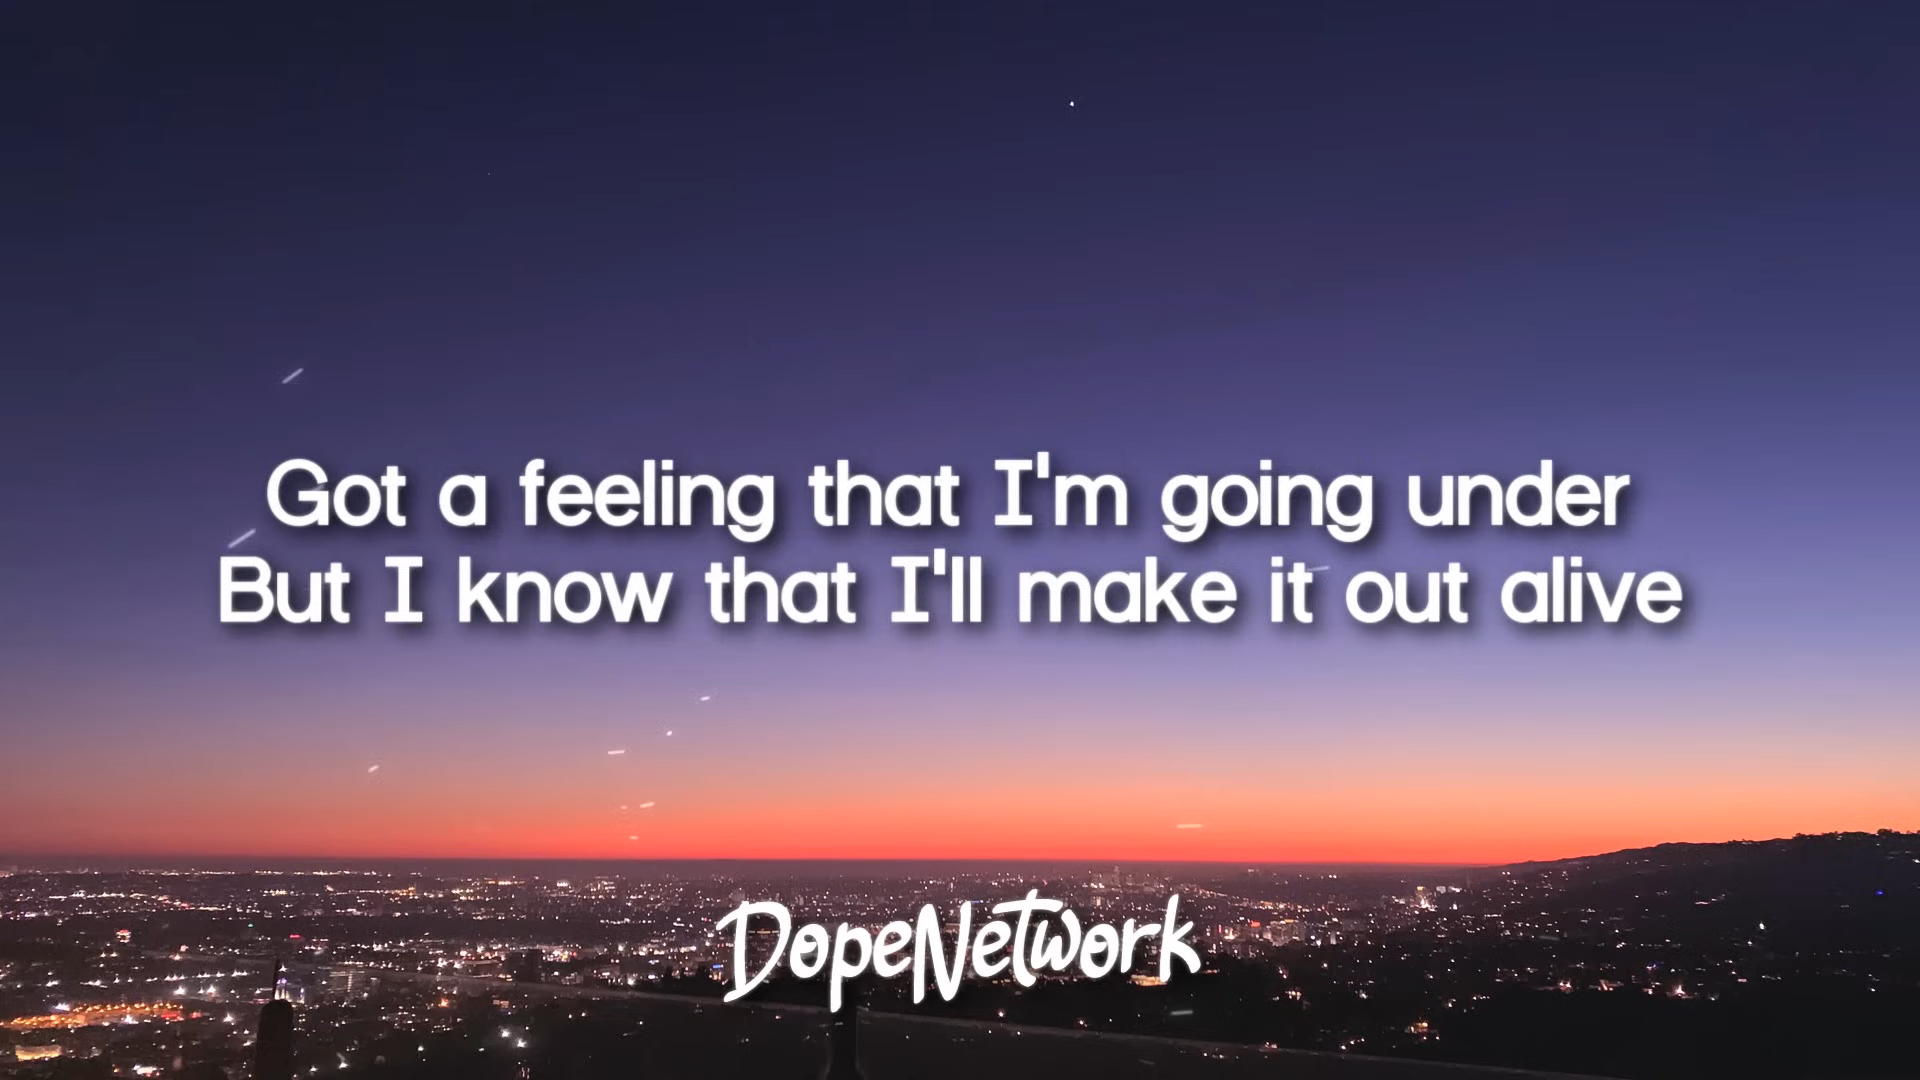 Got a feeling that I'm going under
But I know that I'll make it out alive
DopeNetwork